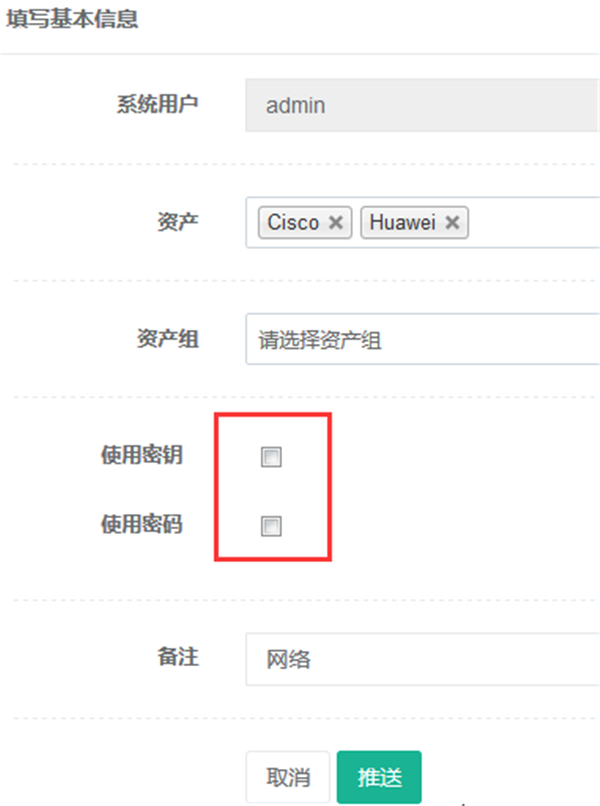 填写基本信息
系统用户 admin
资产 Cisco × Huawei ×
资产组 请选择资产组
使用密钥
使用密码
备注 网络
取消 推送